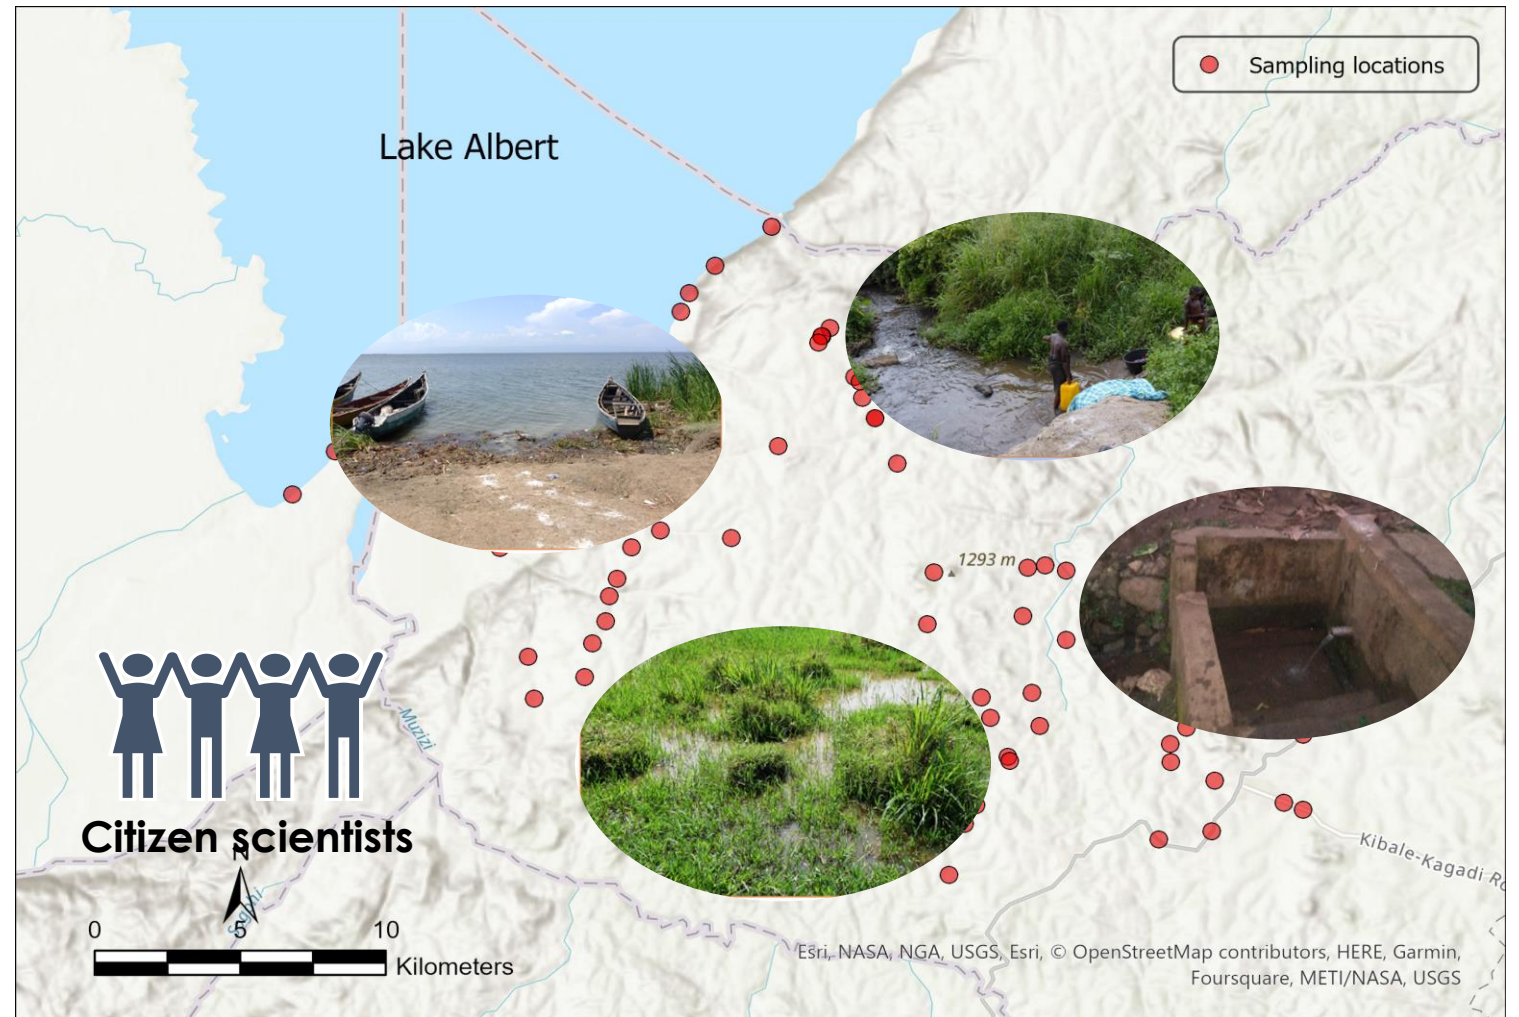 Sampling locations
Lake Albert
1293 m
Muzizi
Citizen scientists
N
0 5 10
Kilometers
Kibale-Kagadi
Esri, NASA, NGA, USGS, Esri, © OpenStreetMap contributors, HERE, Garmin,
Foursquare, METI/NASA, USGS